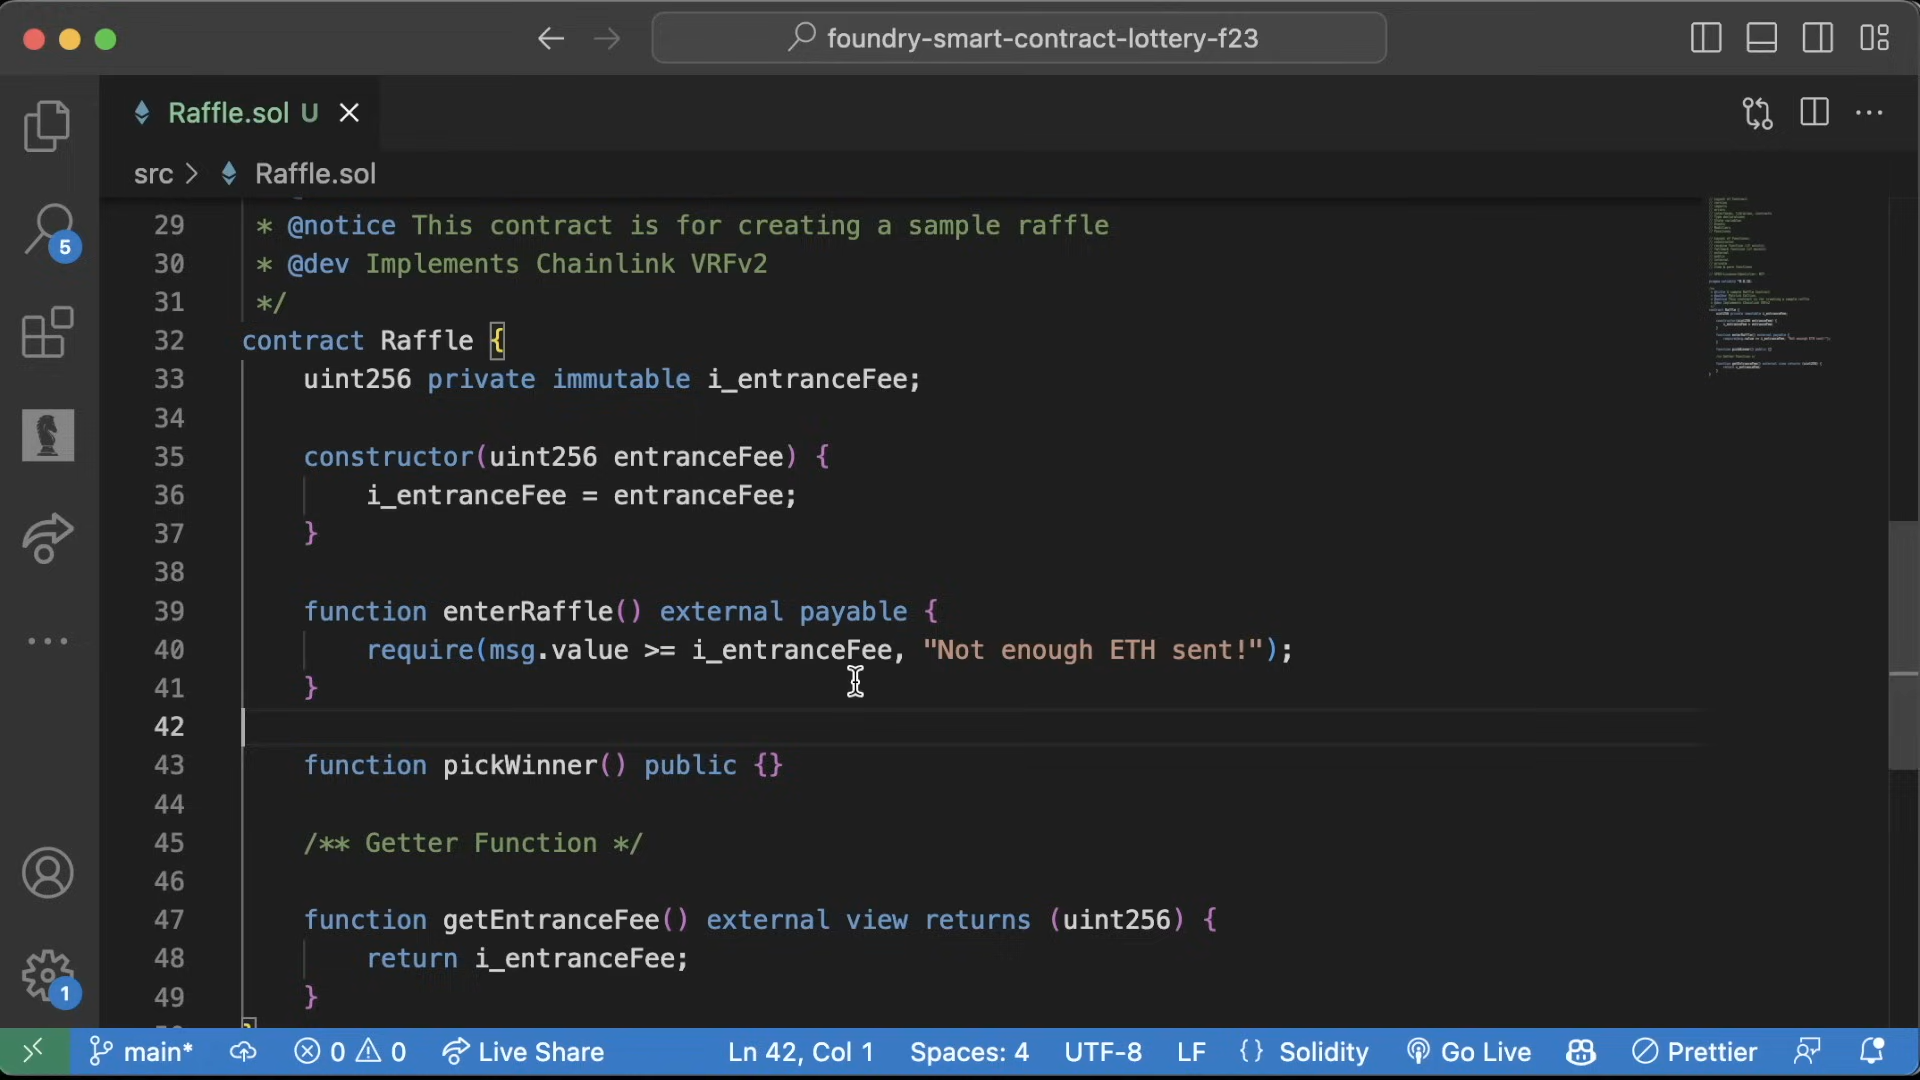 foundry-smart-contract-lottery-f23
Raffle.sol U
src > Raffle.sol
5
29 * @notice This contract is for creating a sample raffle
30 * @dev Implements Chainlink VRFv2
31 */
32 contract Raffle {
33 uint256 private immutable i_entranceFee;
34
35 constructor(uint256 entranceFee) {
36 i_entranceFee = entranceFee;
37 }
38
39 function enterRaffle() external payable {
40 require(msg.value >= i_entranceFee, "Not enough ETH sent!");
41 }
42
43 function pickWinner() public {}
44
45 /** Getter Function */
46
47 function getEntranceFee() external view returns (uint256) {
48 return i_entranceFee;
49 }
1
main* 0 0 Live Share Ln 42, Col 1 Spaces: 4 UTF-8 LF {} Solidity Go Live Prettier